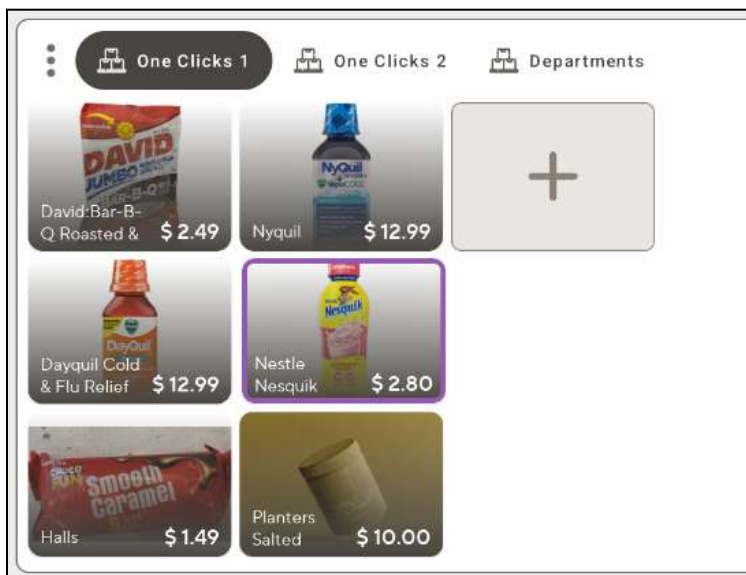 One Clicks 1
One Clicks 2
Departments
DAVID
JUMBO
BAR-B-Q
David:Bar-B-
Q Roasted & $ 2.49
NyQuil
Nyquil $ 12.99
DayQuil
Dayquil Cold
& Flu Relief $ 12.99
Nesquik
Nestle
Nesquik $ 2.80
CHOCO
FUN
Smooth
Caramel
Halls $ 1.49
Planters
Salted $ 10.00